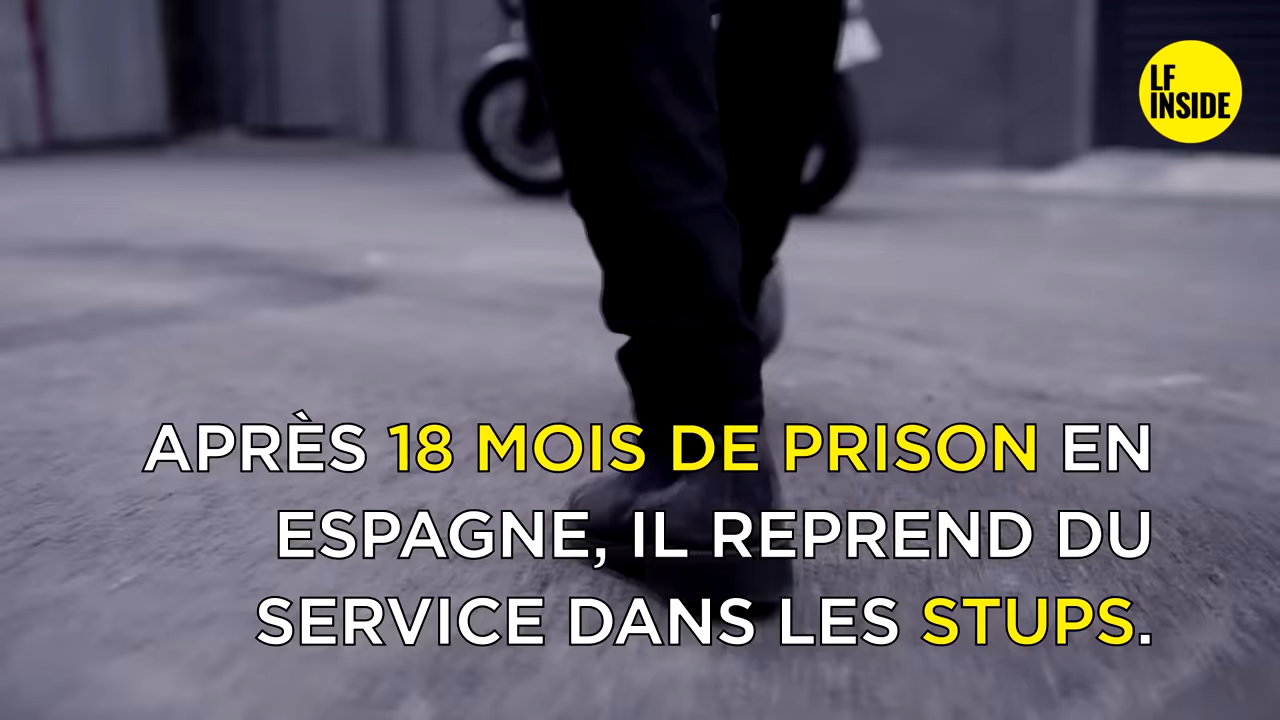 LF
INSIDE
APRÈS 18 MOIS DE PRISON EN
ESPAGNE, IL REPREND DU
SERVICE DANS LES STUPS.